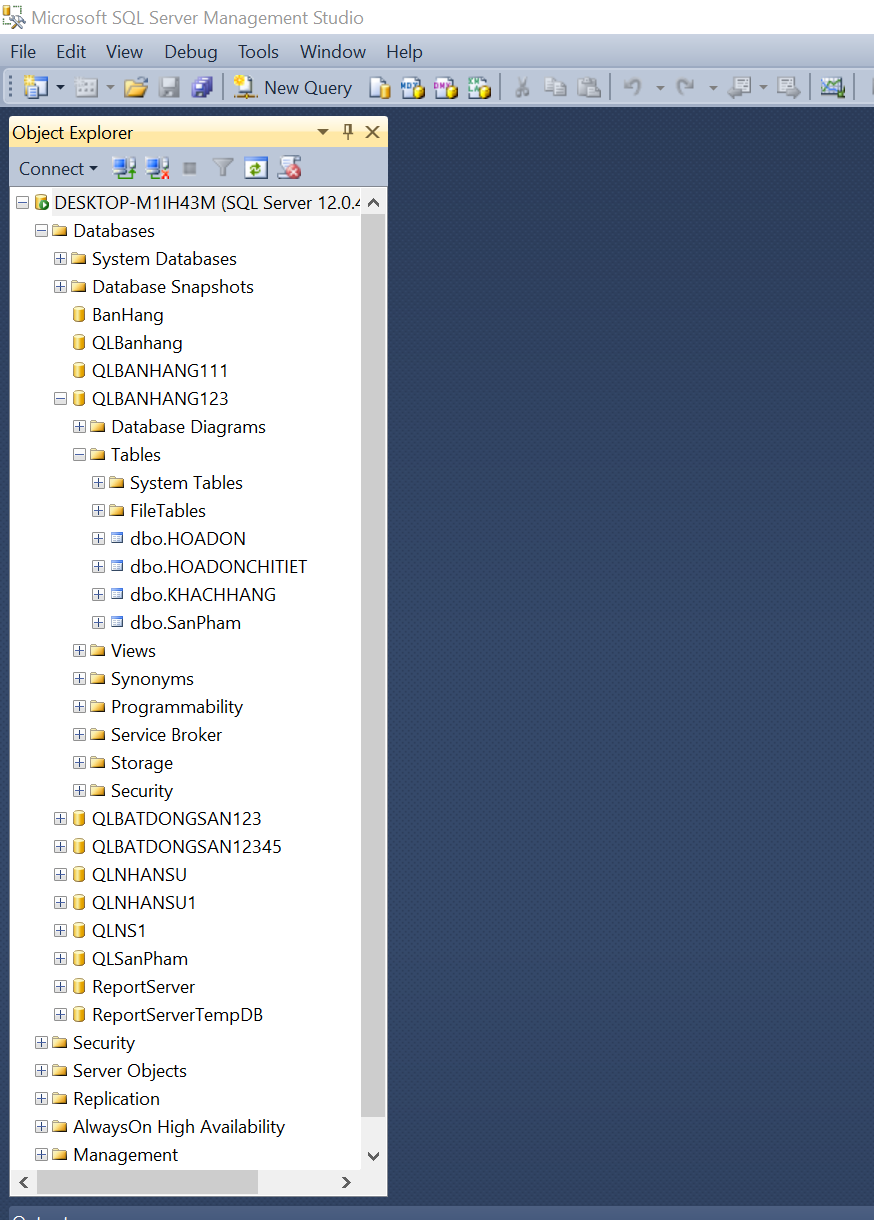 Microsoft SQL Server Management Studio
File Edit View Debug Tools Window Help
New Query
Object Explorer
Connect
DESKTOP-M1IH43M (SQL Server 12.0.4
Databases
System Databases
Database Snapshots
BanHang
QLBanhang
QLBANHANG111
QLBANHANG123
Database Diagrams
Tables
System Tables
FileTables
dbo.HOADON
dbo.HOADONCHITIET
dbo.KHACHHANG
dbo.SanPham
Views
Synonyms
Programmability
Service Broker
Storage
Security
QLBATDONGSAN123
QLBATDONGSAN12345
QLNHANSU
QLNHANSU1
QLNS1
QLSanPham
ReportServer
ReportServerTempDB
Security
Server Objects
Replication
AlwaysOn High Availability
Management